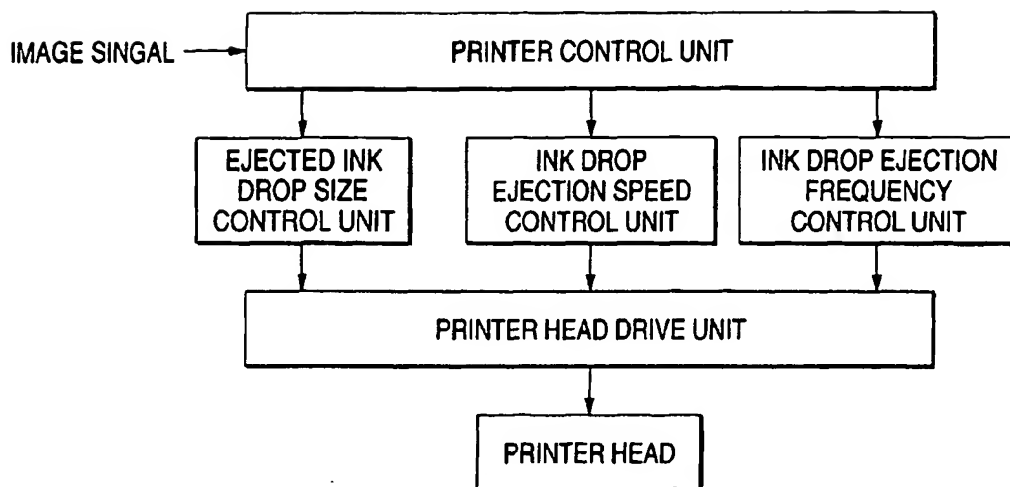 IMAGE SINGAL
PRINTER CONTROL UNIT
EJECTED INK
DROP SIZE
CONTROL UNIT
INK DROP
EJECTION SPEED
CONTROL UNIT
INK DROP EJECTION
FREQUENCY
CONTROL UNIT
PRINTER HEAD DRIVE UNIT
PRINTER HEAD